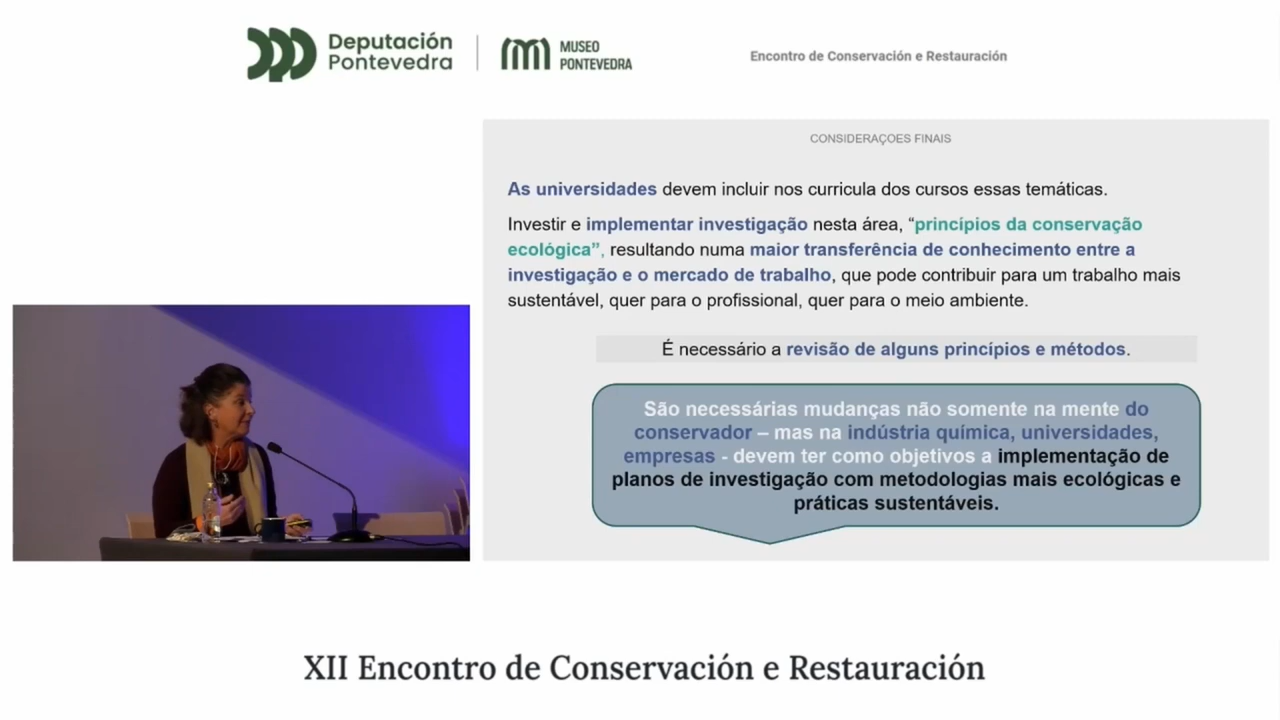 Deputación
Pontevedra
MUSEO
PONTEVEDRA
Encontro de Conservación e Restauración
CONSIDERAÇOES FINAIS
As universidades devem incluir nos curricula dos cursos essas temáticas.
Investir e implementar investigação nesta área, “princípios da conservação
ecológica”, resultando numa maior transferência de conhecimento entre a
investigação e o mercado de trabalho, que pode contribuir para um trabalho mais
sustentável, quer para o profissional, quer para o meio ambiente.
É necessário a revisão de alguns princípios e métodos.
São necessárias mudanças não somente na mente do
conservador – mas na indústria química, universidades,
empresas - devem ter como objetivos a implementação de
planos de investigação com metodologias mais ecológicas e
práticas sustentáveis.
XII Encontro de Conservación e Restauración